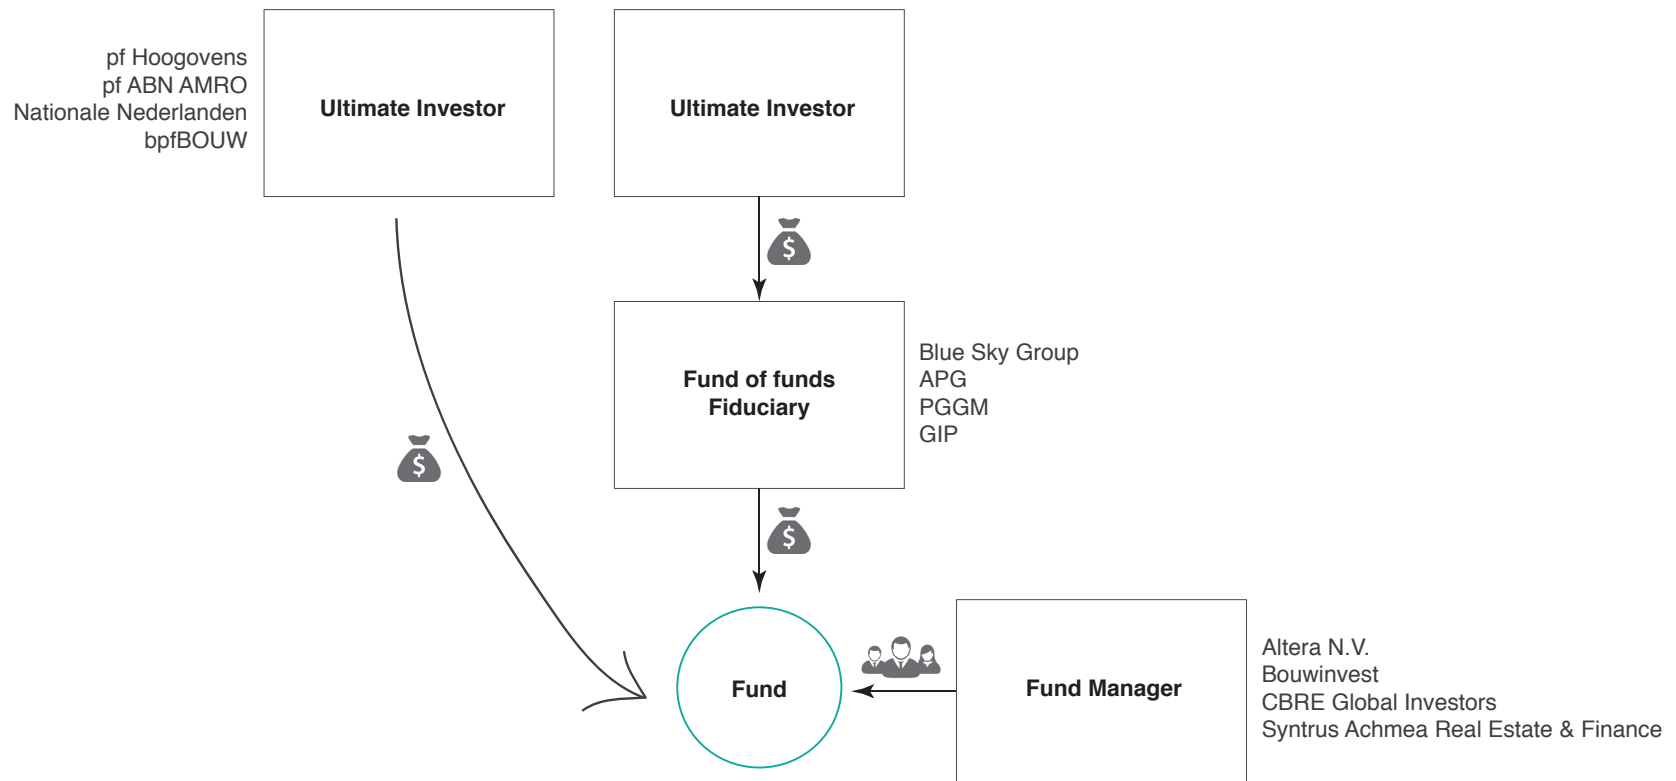 pf Hoogovens
pf ABN AMRO
Nationale Nederlanden
bpfBOUW
Ultimate Investor
Ultimate Investor
$
Fund of funds
Fiduciary
Blue Sky Group
APG
PGGM
GIP
$
$
Fund
Fund Manager
Altera N.V.
Bouwinvest
CBRE Global Investors
Syntrus Achmea Real Estate & Finance